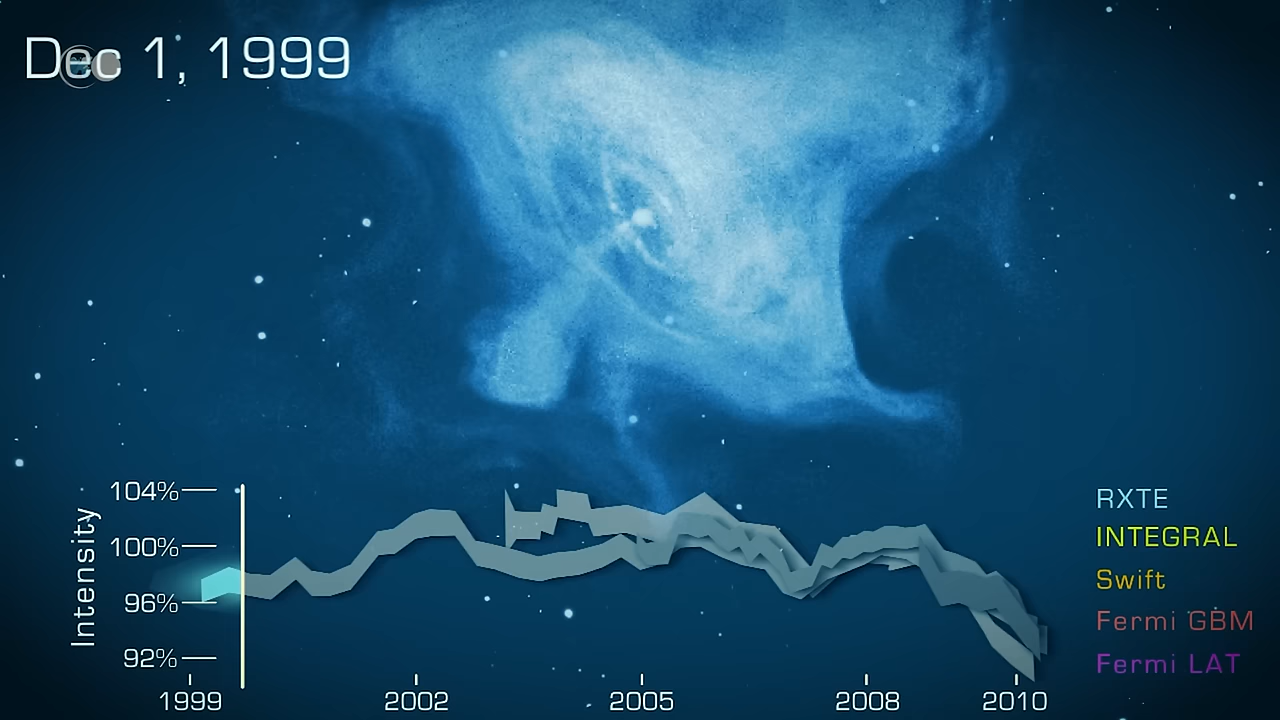 Dec 1, 1999
104%
100%
96%
92%
Intensity
1999 2002 2005 2008 2010
RXTE
INTEGRAL
Swift
Fermi GBM
Fermi LAT